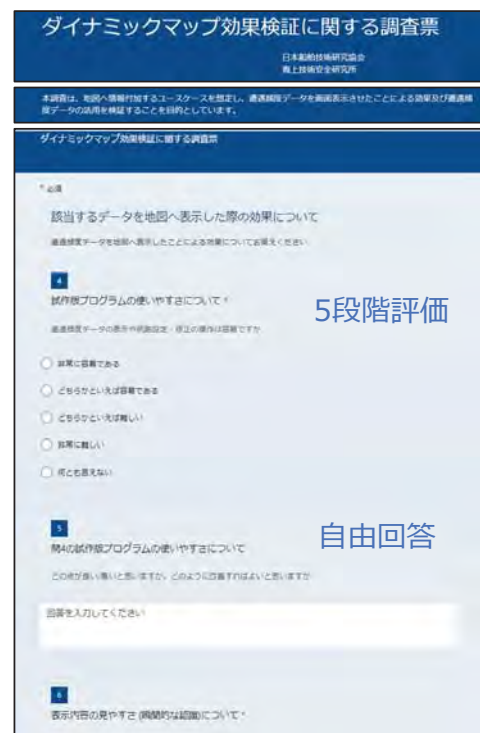 ダイナミックマップ効果検証に関する調査票
日本船舶技術研究協会
海上技術安全研究所
本調査は、地図へ情報付加するユースケースを想定し、遭遇頻度データを画面表示させたことによる効果及び遭遇頻
度データの活用を検証することを目的としています。
ダイナミックマップ効果検証に関する調査票
* 必須
該当するデータを地図へ表示した際の効果について
遭遇頻度データを地図へ表示したことによる効果についてお答えください
4
試作版プログラムの使いやすさについて *
5段階評価
遭遇頻度データの表示や航路設定・修正の操作は容易ですか
非常に容易である
どちらかといえば容易である
どちらかといえば難しい
非常に難しい
何とも言えない
5
問4の試作版プログラムの使いやすさについて
自由回答
どの点が良い悪いと思いますか、どのように改善すればよいと思いますか
回答を入力してください
6
表示内容の見やすさ (瞬間的な認識)について *